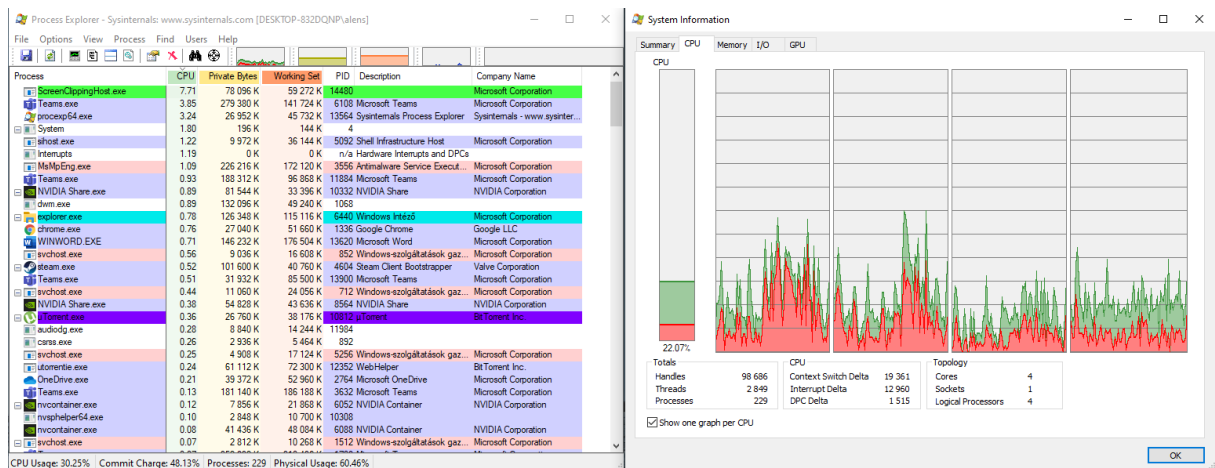 Process Explorer - Sysinternals: www.sysinternals.com [DESKTOP-832DQNP\alens]
File Options View Process Find Users Help
Process CPU Private Bytes Working Set PID Description Company Name
ScreenClippingHost.exe 7.71 78 096 K 59 272 K 14480 Microsoft Corporation
Teams.exe 3.85 279 380 K 141 724 K 6108 Microsoft Teams Microsoft Corporation
procexp64.exe 3.24 26 952 K 45 732 K 13564 Sysinternals Process Explorer Sysinternals - www.sysinter...
System 1.80 196 K 144 K 4
sihost.exe 1.22 9 972 K 36 144 K 5092 Shell Infrastructure Host Microsoft Corporation
Interrupts 1.19 0 K 0 K n/a Hardware Interrupts and DPCs
MsMpEng.exe 1.09 226 216 K 172 120 K 3556 Antimalware Service Execut... Microsoft Corporation
Teams.exe 0.93 188 312 K 96 868 K 11884 Microsoft Teams Microsoft Corporation
NVIDIA Share.exe 0.89 81 544 K 33 396 K 10332 NVIDIA Share NVIDIA Corporation
dwm.exe 0.89 132 096 K 49 240 K 1068
explorer.exe 0.78 126 348 K 115 116 K 6440 Windows Intéző Microsoft Corporation
chrome.exe 0.76 27 040 K 51 660 K 1336 Google Chrome Google LLC
WINWORD.EXE 0.71 146 232 K 176 504 K 13620 Microsoft Word Microsoft Corporation
svchost.exe 0.56 9 036 K 16 608 K 852 Windows-szolgáltatások gaz... Microsoft Corporation
steam.exe 0.52 101 600 K 40 760 K 4604 Steam Client Bootstrapper Valve Corporation
Teams.exe 0.51 31 932 K 85 500 K 13900 Microsoft Teams Microsoft Corporation
svchost.exe 0.44 11 060 K 24 056 K 712 Windows-szolgáltatások gaz... Microsoft Corporation
NVIDIA Share.exe 0.38 54 828 K 43 636 K 8564 NVIDIA Share NVIDIA Corporation
uTorrent.exe 0.36 26 760 K 38 176 K 10812 µTorrent BitTorrent Inc.
audiodg.exe 0.28 8 840 K 14 244 K 11984
csrss.exe 0.26 2 936 K 5 464 K 892
svchost.exe 0.25 4 908 K 17 124 K 5256 Windows-szolgáltatások gaz... Microsoft Corporation
utorrentie.exe 0.24 61 112 K 72 300 K 12352 WebHelper BitTorrent Inc.
OneDrive.exe 0.21 39 372 K 52 960 K 2764 Microsoft OneDrive Microsoft Corporation
Teams.exe 0.13 181 140 K 186 188 K 3632 Microsoft Teams Microsoft Corporation
nvcontainer.exe 0.12 7 856 K 21 868 K 6052 NVIDIA Container NVIDIA Corporation
nvsphelper64.exe 0.10 2 848 K 10 700 K 10308
nvcontainer.exe 0.08 41 436 K 48 084 K 6088 NVIDIA Container NVIDIA Corporation
svchost.exe 0.07 2 812 K 10 268 K 1512 Windows-szolgáltatások gaz... Microsoft Corporation
CPU Usage: 30.25% Commit Charge: 48.13% Processes: 229 Physical Usage: 60.46%
System Information
Summary CPU Memory I/O GPU
CPU
22.07%
Totals CPU Topology
Handles 98 686 Context Switch Delta 19 361 Cores 4
Threads 2 849 Interrupt Delta 12 960 Sockets 1
Processes 229 DPC Delta 1 515 Logical Processors 4
Show one graph per CPU
OK